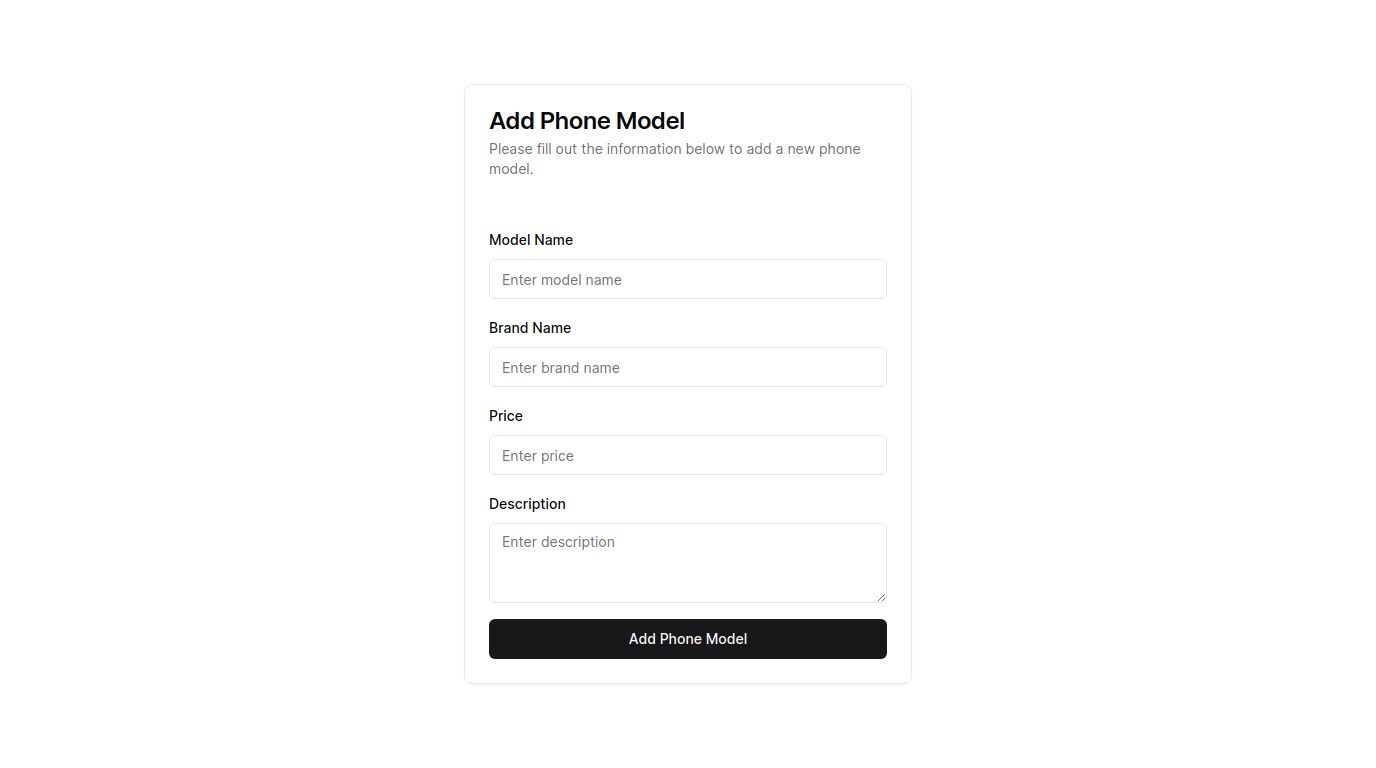 Add Phone Model
Please fill out the information below to add a new phone
model.
Model Name
Enter model name
Brand Name
Enter brand name
Price
Enter price
Description
Enter description
Add Phone Model